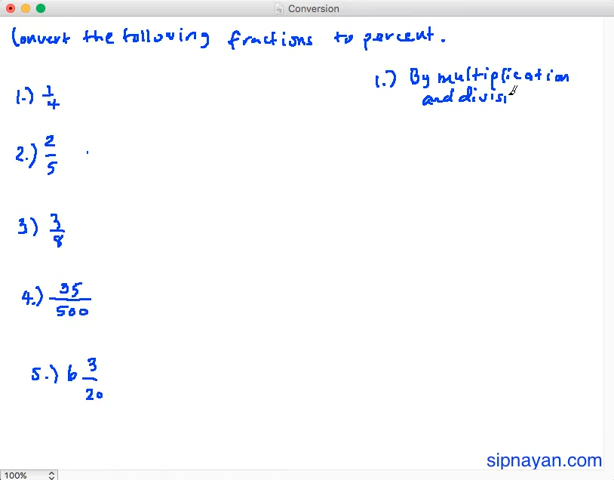 Conversion
Convert the following fractions to percent.
1.) By multiplication
and divisi
1.) 1/4
2.) 2/5
3) 3/8
4.) 35/500
5.) 6 3/20
sipnayan.com
100%